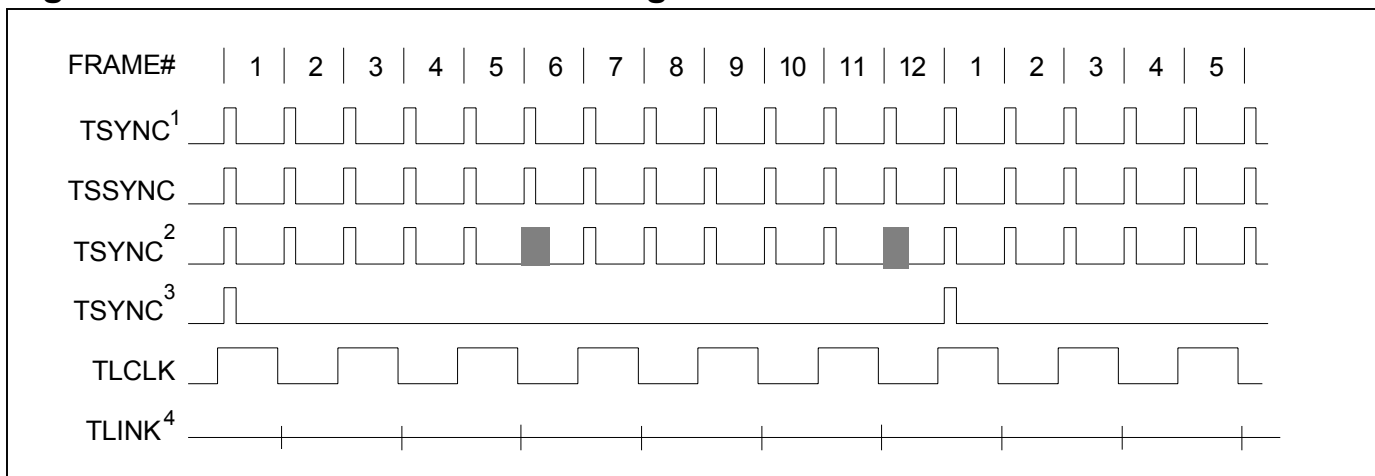 FRAME# 1 2 3 4 5 6 7 8 9 10 11 12 1 2 3 4 5
TSYNC1
TSSYNC
TSYNC2
TSYNC3
TLCLK
TLINK4